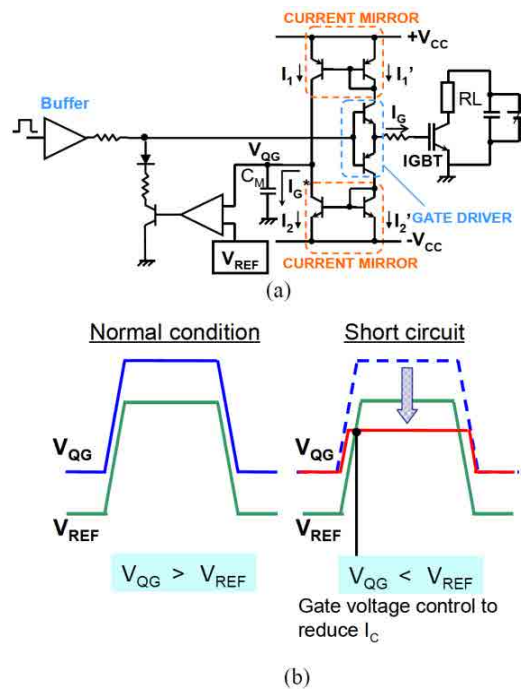 CURRENT MIRROR
+VCC
I1
I1'
Buffer
IG
RL
VQG
IGBT
CM
IG*
I2
I2'
GATE DRIVER
-VCC
VREF
CURRENT MIRROR
(a)
Normal condition
Short circuit
VQG
VREF
VQG > VREF
VQG
VREF
VQG < VREF
Gate voltage control to
reduce IC
(b)